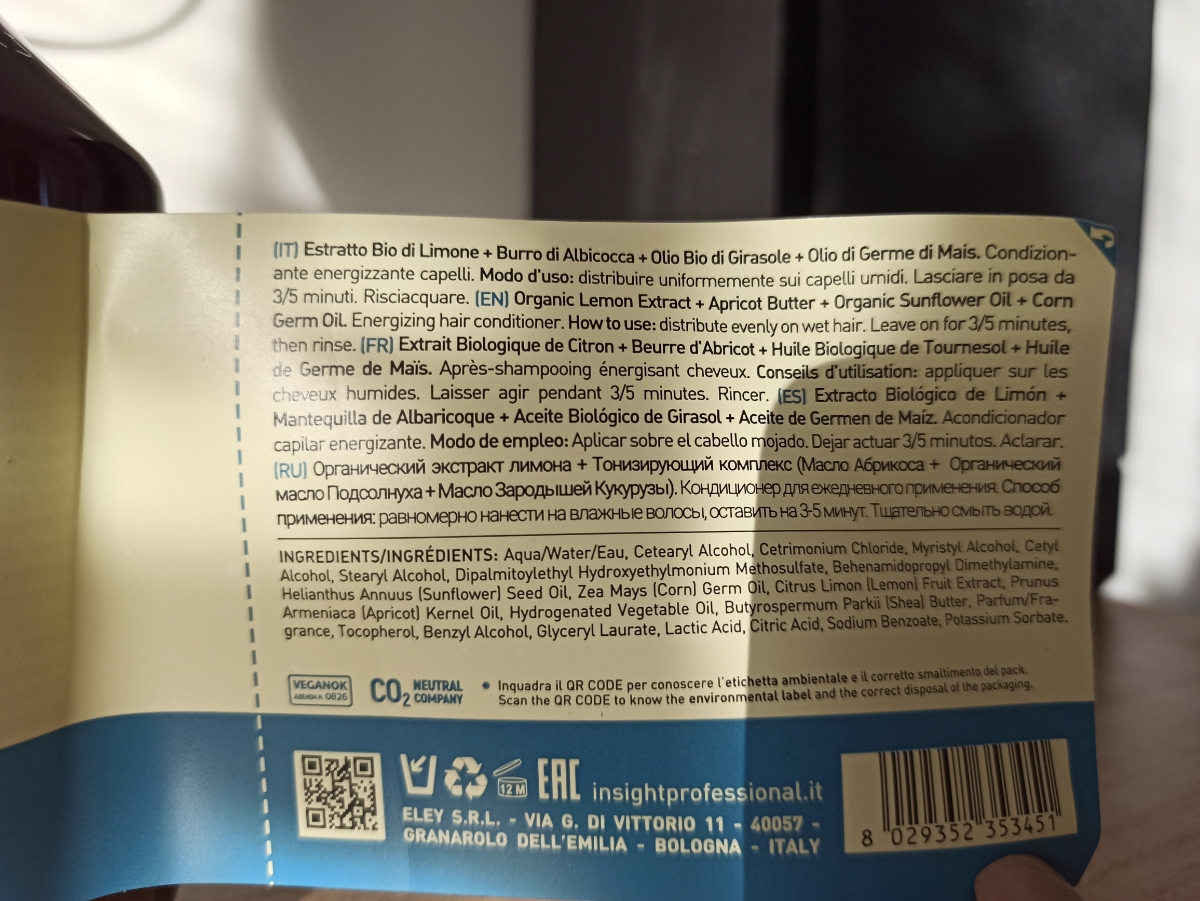 (IT) Estratto Bio di Limone + Burro di Albicocca + Olio Bio di Girasole + Olio di Germe di Mais. Condizion-
ante energizzante capelli. Modo d'uso: distribuire uniformemente sui capelli umidi. Lasciare in posa da
3/5 minuti. Risciacquare. (EN) Organic Lemon Extract + Apricot Butter + Organic Sunflower Oil + Corn
Germ Oil. Energizing hair conditioner. How to use: distribute evenly on wet hair. Leave on for 3/5 minutes,
then rinse. (FR) Extrait Biologique de Citron + Beurre d'Abricot + Huile Biologique de Tournesol + Huile
de Germe de Maïs. Après-shampooing énergisant cheveux. Conseils d'utilisation: appliquer sur les
cheveux humides. Laisser agir pendant 3/5 minutes. Rincer. (ES) Extracto Biológico de Limón +
Mantequilla de Albaricoque + Aceite Biológico de Girasol + Aceite de Germen de Maíz. Acondicionador
capilar energizante. Modo de empleo: Aplicar sobre el cabello mojado. Dejar actuar 3/5 minutos. Aclarar.
(RU) Органический экстракт лимона + Тонизирующий комплекс (Масло Абрикоса + Органический
масло Подсолнуха + Масло Зародышей Кукурузы). Кондиционер для ежедневного применения. Способ
применения: равномерно нанести на влажные волосы, оставить на 3-5 минут. Тщательно смыть водой.
INGREDIENTS/INGRÉDIENTS: Aqua/Water/Eau, Cetearyl Alcohol, Cetrimonium Chloride, Myristyl Alcohol, Cetyl
Alcohol, Stearyl Alcohol, Dipalmitoylethyl Hydroxyethylmonium Methosulfate, Behenamidopropyl Dimethylamine,
Helianthus Annuus (Sunflower) Seed Oil, Zea Mays (Corn) Germ Oil, Citrus Limon (Lemon) Fruit Extract, Prunus
Armeniaca (Apricot) Kernel Oil, Hydrogenated Vegetable Oil, Butyrospermum Parkii (Shea) Butter, Parfum/Fra-
grance, Tocopherol, Benzyl Alcohol, Glyceryl Laurate, Lactic Acid, Citric Acid, Sodium Benzoate, Potassium Sorbate.
VEGANOK
AZIENDA N. 0826
CO2 NEUTRAL
COMPANY
• Inquadra il QR CODE per conoscere l'etichetta ambientale e il corretto smaltimento del pack.
Scan the QR CODE to know the environmental label and the correct disposal of the packaging.
12 M
EAC
insightprofessional.it
ELEY S.R.L. - VIA G. DI VITTORIO 11 - 40057 -
GRANAROLO DELL'EMILIA - BOLOGNA - ITALY
8 029352 353451
5